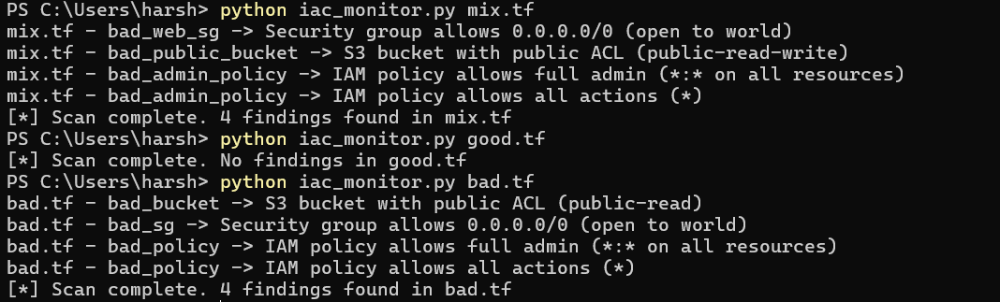 PS C:\Users\harsh> python iac_monitor.py mix.tf
mix.tf - bad_web_sg -> Security group allows 0.0.0.0/0 (open to world)
mix.tf - bad_public_bucket -> S3 bucket with public ACL (public-read-write)
mix.tf - bad_admin_policy -> IAM policy allows full admin (*:* on all resources)
mix.tf - bad_admin_policy -> IAM policy allows all actions (*)
[*] Scan complete. 4 findings found in mix.tf
PS C:\Users\harsh> python iac_monitor.py good.tf
[*] Scan complete. No findings in good.tf
PS C:\Users\harsh> python iac_monitor.py bad.tf
bad.tf - bad_bucket -> S3 bucket with public ACL (public-read)
bad.tf - bad_sg -> Security group allows 0.0.0.0/0 (open to world)
bad.tf - bad_policy -> IAM policy allows full admin (*:* on all resources)
bad.tf - bad_policy -> IAM policy allows all actions (*)
[*] Scan complete. 4 findings found in bad.tf